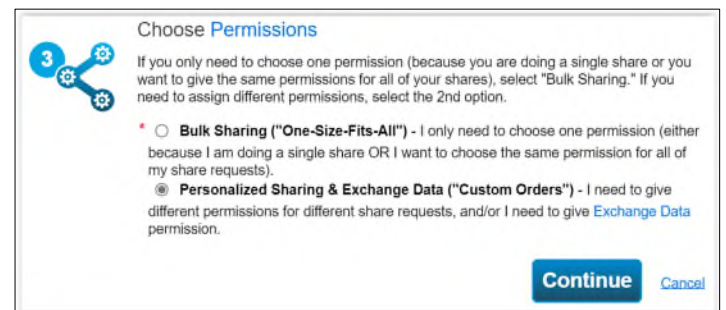 Choose Permissions
3
If you only need to choose one permission (because you are doing a single share or you
want to give the same permissions for all of your shares), select "Bulk Sharing." If you
need to assign different permissions, select the 2nd option.
* Bulk Sharing ("One-Size-Fits-All") - I only need to choose one permission (either
because I am doing a single share OR I want to choose the same permission for all of
my share requests).
Personalized Sharing & Exchange Data ("Custom Orders") - I need to give
different permissions for different share requests, and/or I need to give Exchange Data
permission.
Continue Cancel